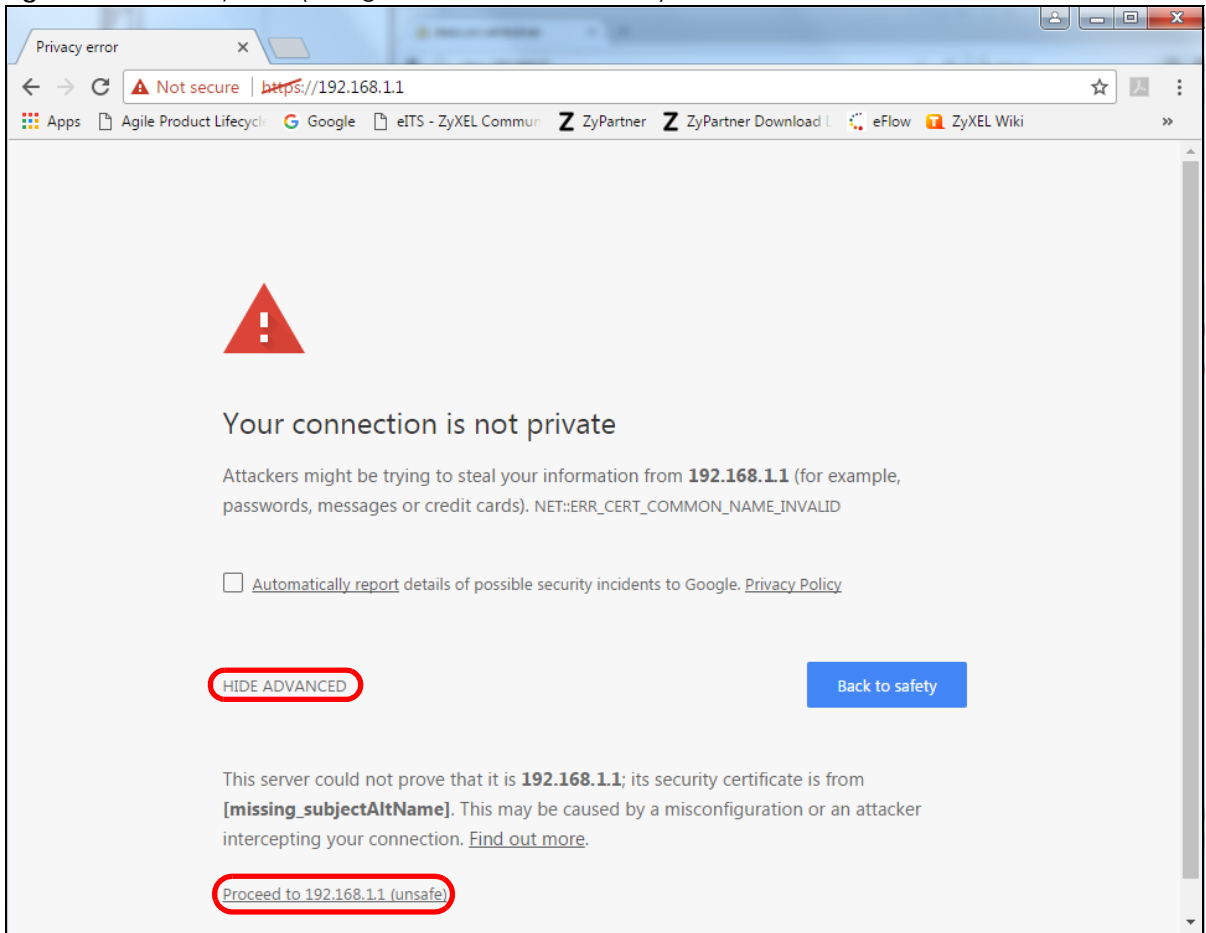 Privacy error
Not secure | https://192.168.1.1
Apps Agile Product Lifecycl Google eITS - ZyXEL Commun ZyPartner ZyPartner Download L eFlow ZyXEL Wiki »
Your connection is not private
Attackers might be trying to steal your information from 192.168.1.1 (for example,
passwords, messages or credit cards). NET::ERR_CERT_COMMON_NAME_INVALID
Automatically report details of possible security incidents to Google. Privacy Policy
HIDE ADVANCED
Back to safety
This server could not prove that it is 192.168.1.1; its security certificate is from
[missing_subjectAltName]. This may be caused by a misconfiguration or an attacker
intercepting your connection. Find out more.
Proceed to 192.168.1.1 (unsafe)